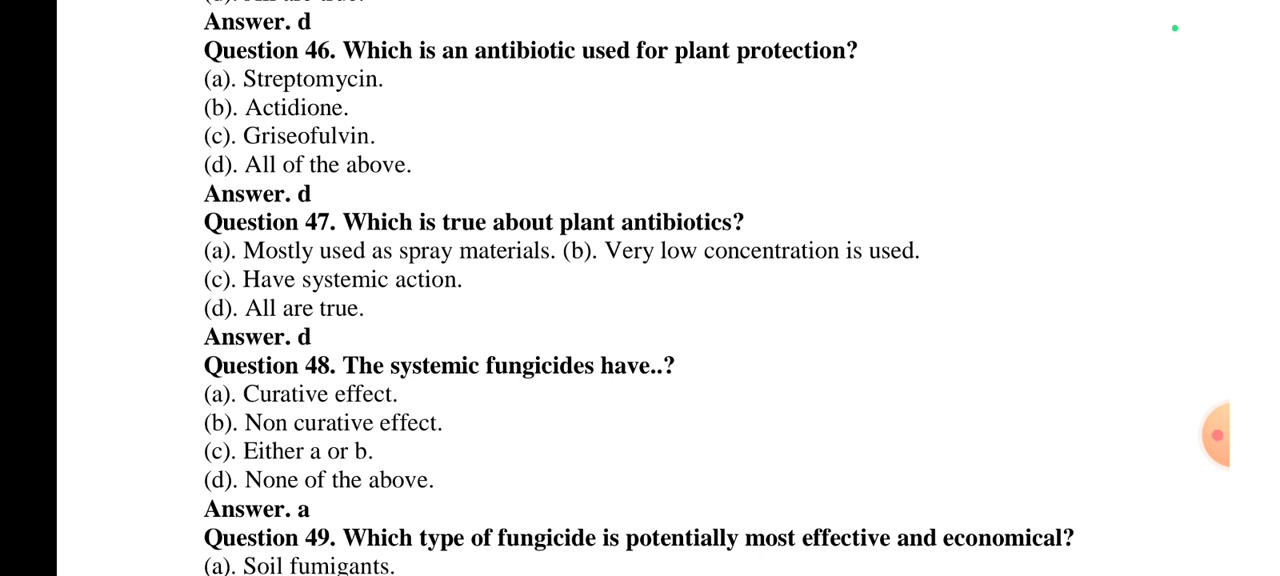 Answer. d
Question 46. Which is an antibiotic used for plant protection?
(a). Streptomycin.
(b). Actidione.
(c). Griseofulvin.
(d). All of the above.
Answer. d
Question 47. Which is true about plant antibiotics?
(a). Mostly used as spray materials. (b). Very low concentration is used.
(c). Have systemic action.
(d). All are true.
Answer. d
Question 48. The systemic fungicides have..?
(a). Curative effect.
(b). Non curative effect.
(c). Either a or b.
(d). None of the above.
Answer. a
Question 49. Which type of fungicide is potentially most effective and economical?
(a). Soil fumigants.